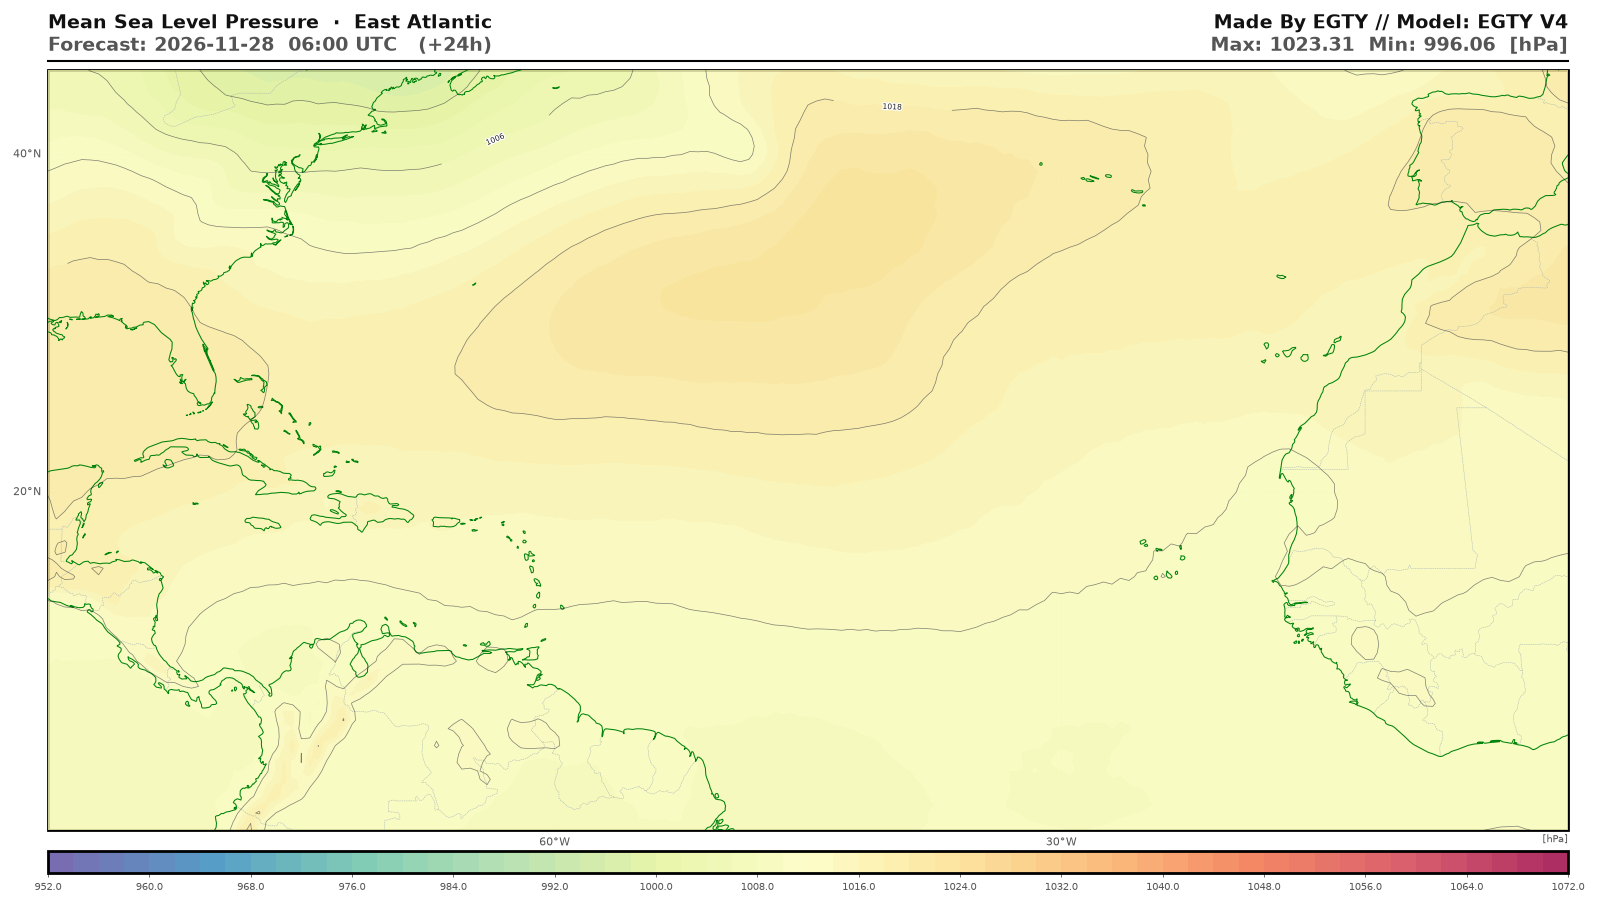 Mean Sea Level Pressure · East Atlantic
Made By EGTY // Model: EGTY V4
Forecast: 2026-11-28 06:00 UTC (+24h)
Max: 1023.31 Min: 996.06 [hPa]
1018
1006
40°N
20°N
60°W
30°W
[hPa]
952.0 960.0 968.0 976.0 984.0 992.0 1000.0 1008.0 1016.0 1024.0 1032.0 1040.0 1048.0 1056.0 1064.0 1072.0